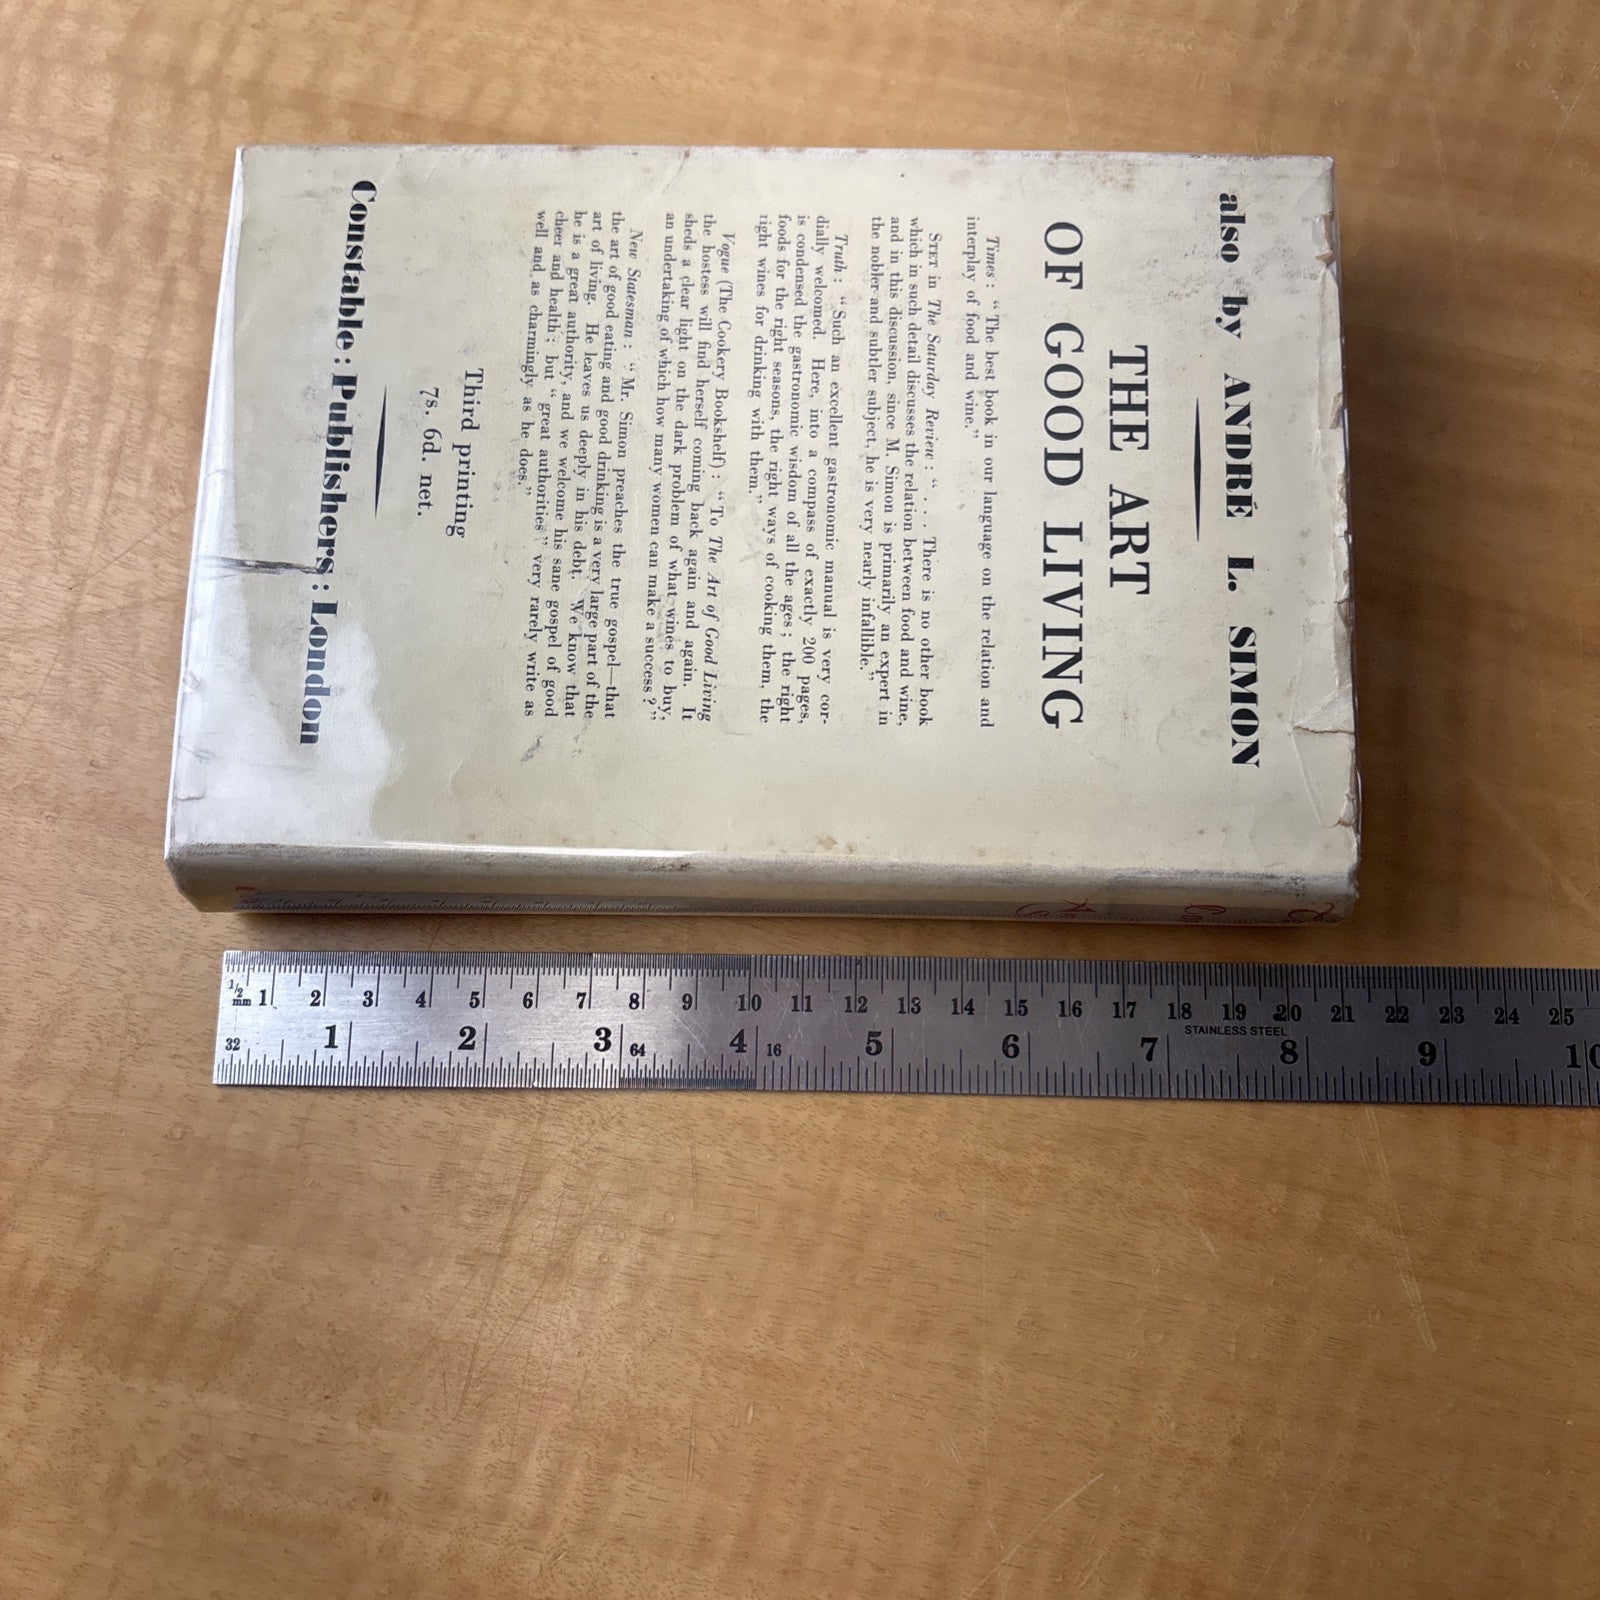 also by ANDRÉ L. SIMON
THE ART
OF GOOD LIVING
Times: “The best book in our language on the relation and
interplay of food and wine.”
STET in The Saturday Review: “. . . There is no other book
which in such detail discusses the relation between food and wine,
and in this discussion, since M. Simon is primarily an expert in
the nobler and subtler subject, he is very nearly infallible.”
Truth: “Such an excellent gastronomic manual is very cor-
dially welcomed. Here, into a compass of exactly 200 pages,
is condensed the gastronomic wisdom of all the ages; the right
foods for the right seasons, the right ways of cooking them, the
right wines for drinking with them.”
Vogue (The Cookery Bookshelf): “To The Art of Good Living
the hostess will find herself coming back again and again. It
sheds a clear light on the dark problem of what wines to buy,
an undertaking of which how many women can make a success?”
New Statesman: “Mr. Simon preaches the true gospel—that
the art of good eating and good drinking is a very large part of the
art of living. He leaves us deeply in his debt. We know that
he is a great authority, and we welcome his sane gospel of good
cheer and health; but “great authorities” very rarely write as
well and as charmingly as he does.”
Third printing
7s. 6d. net.
Constable: Publishers: London
1/2 mm 1 2 3 4 5 6 7 8 9 10 11 12 13 14 15 16 17 18 19 20 21 22 23 24 25
STAINLESS STEEL
32 1 2 3 64 4 16 5 6 7 8 9 10